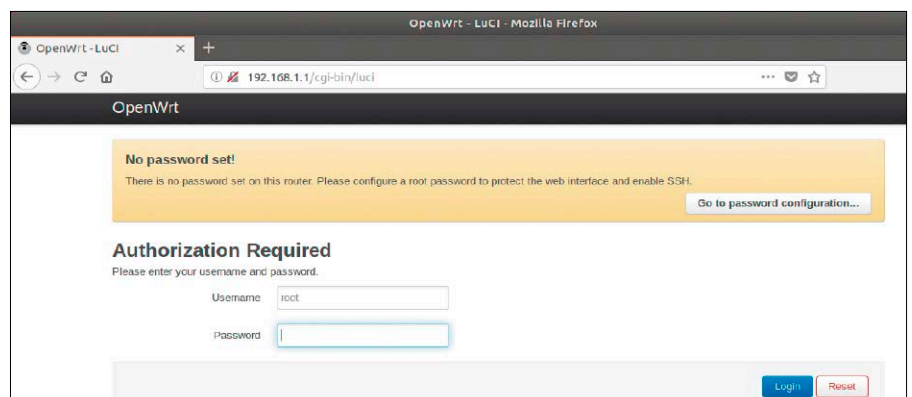 OpenWrt - LuCI - Mozilla Firefox
OpenWrt - LuCI × +
192.168.1.1/cgi-bin/luci
OpenWrt
No password set!
There is no password set on this router. Please configure a root password to protect the web interface and enable SSH.
Go to password configuration...
Authorization Required
Please enter your username and password.
Username root
Password
Login Reset